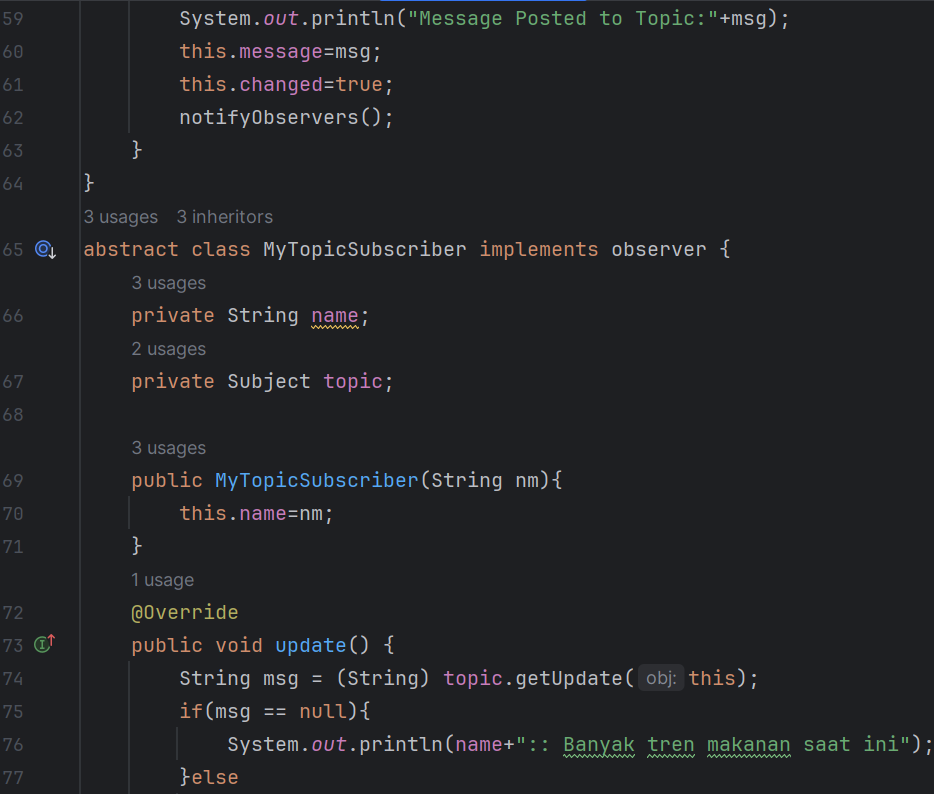 59 System.out.println("Message Posted to Topic:"+msg);
60 this.message=msg;
61 this.changed=true;
62 notifyObservers();
63 }
64 }
3 usages 3 inheritors
65 abstract class MyTopicSubscriber implements observer {
3 usages
66 private String name;
2 usages
67 private Subject topic;
68
3 usages
69 public MyTopicSubscriber(String nm){
70 this.name=nm;
71 }
1 usage
72 @Override
73 public void update() {
74 String msg = (String) topic.getUpdate( obj: this);
75 if(msg == null){
76 System.out.println(name+":: Banyak tren makanan saat ini");
77 }else